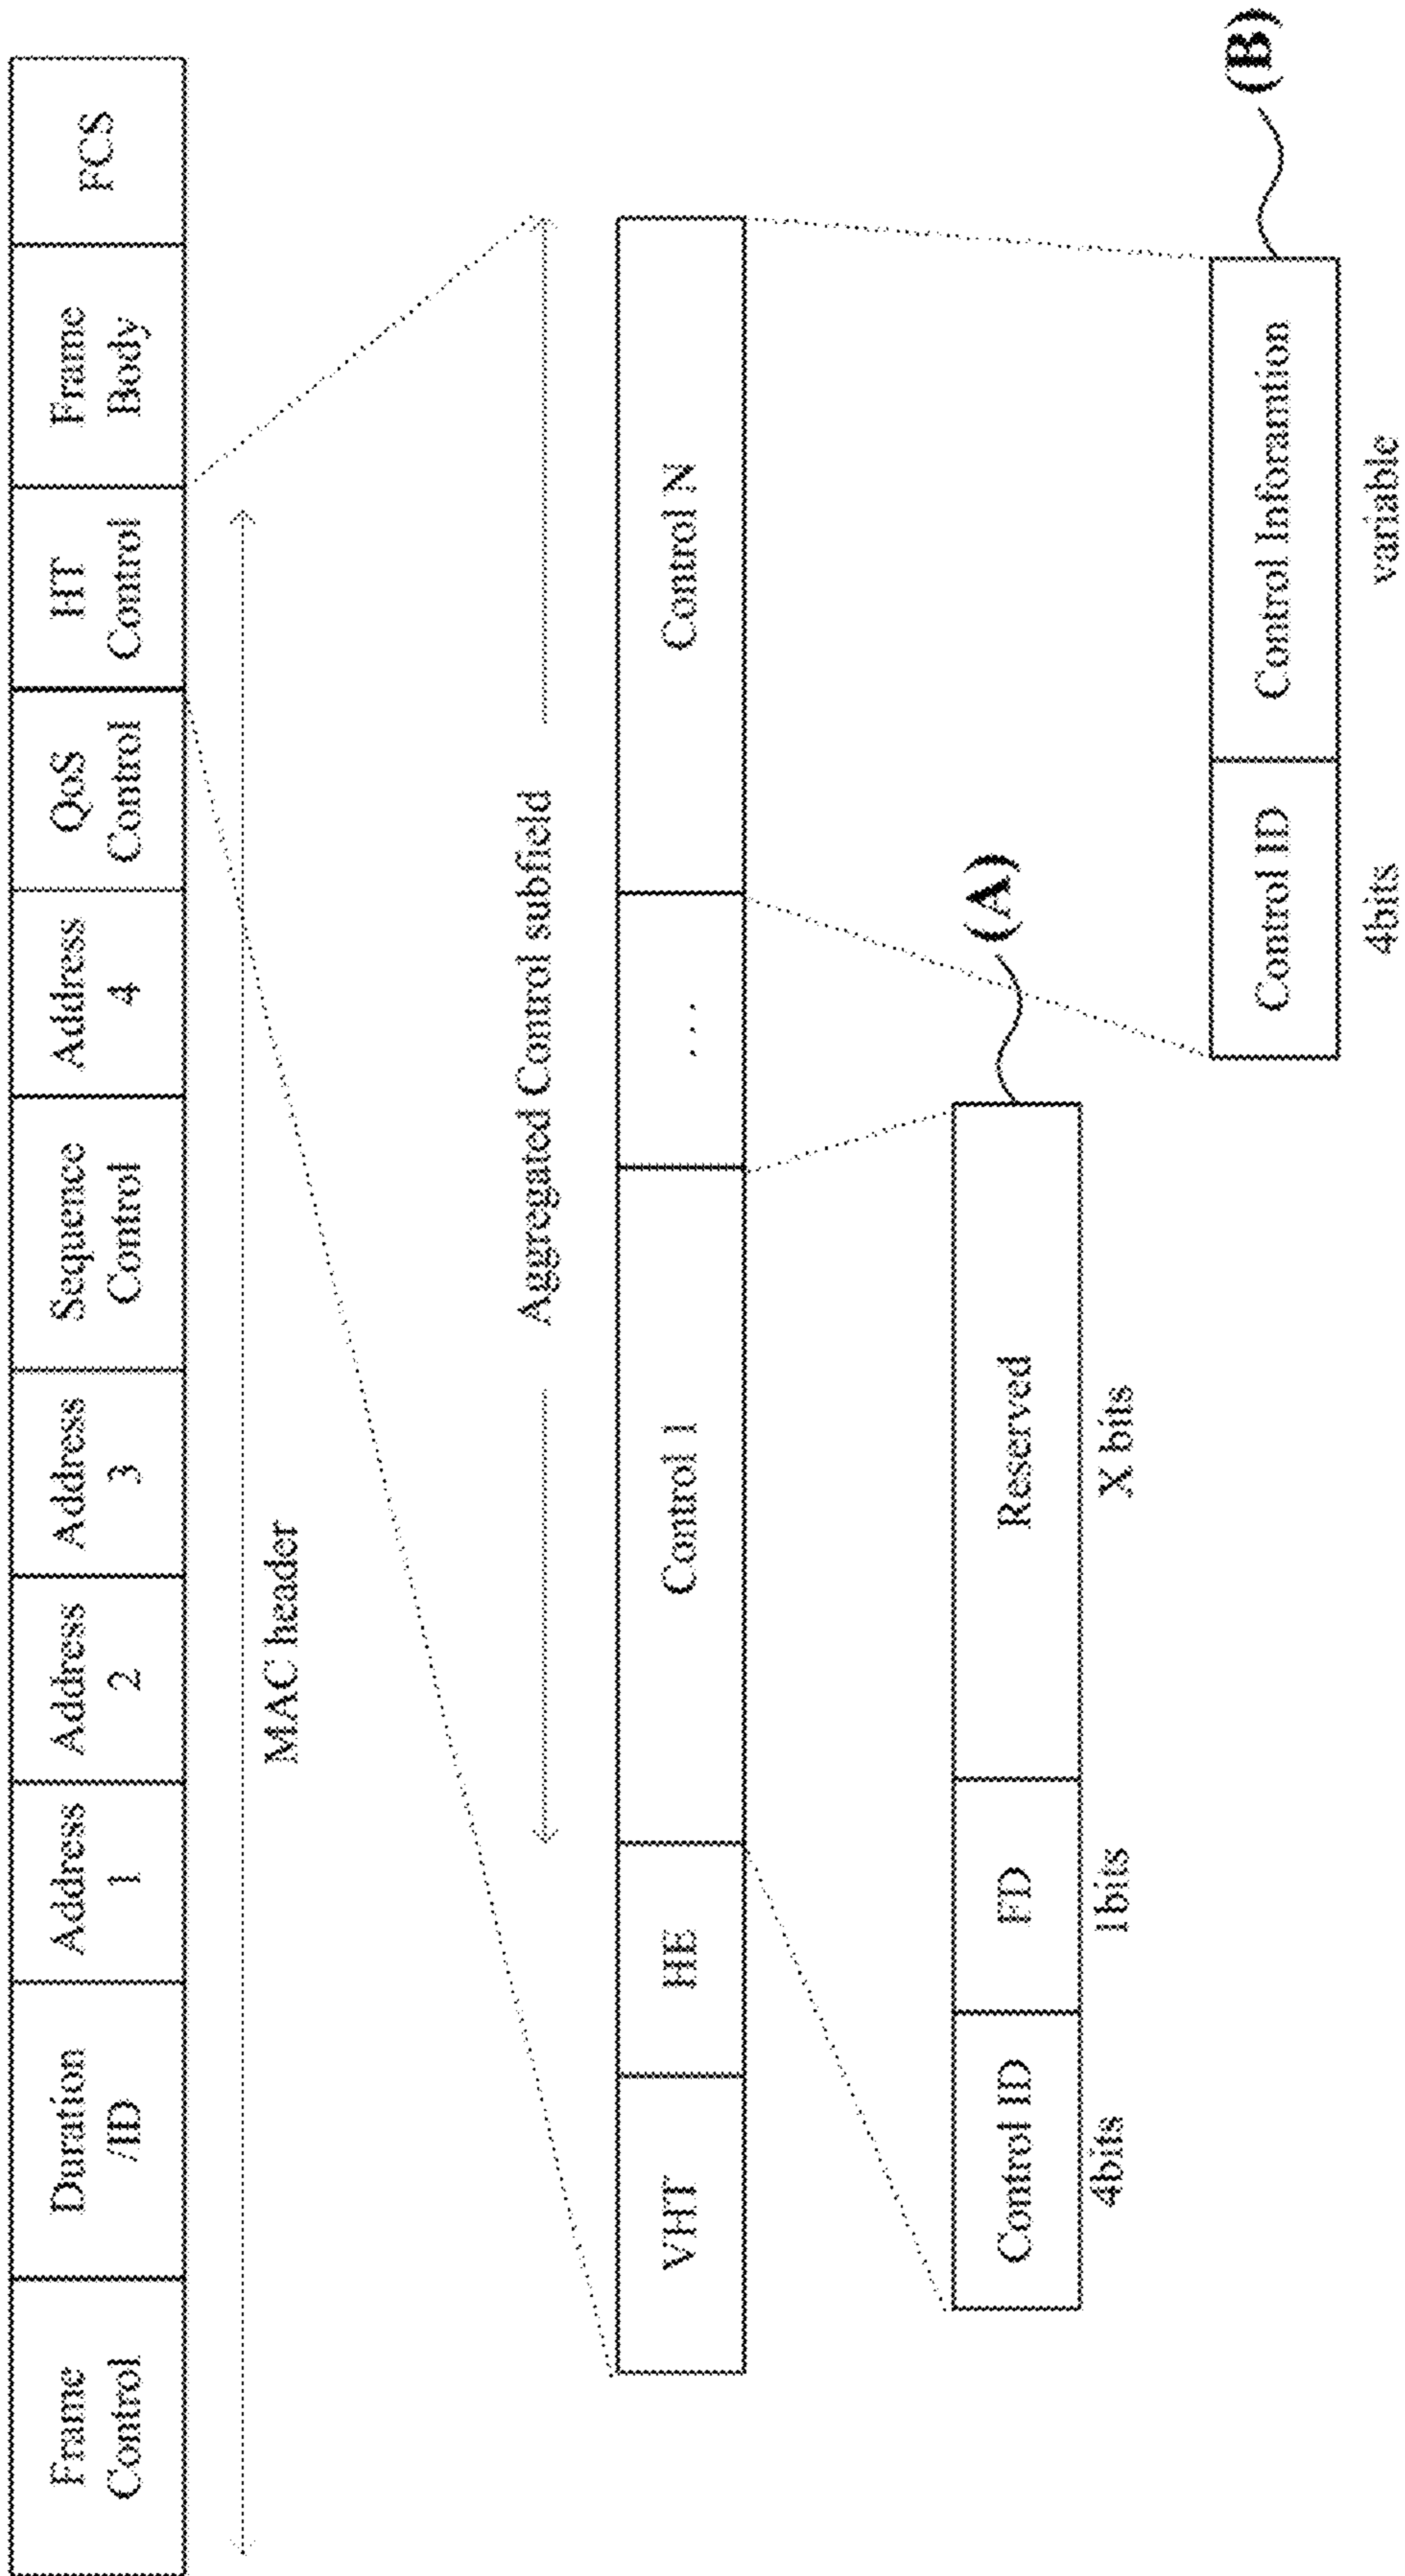 Frame
Control
Duration
/ID
Address
1
Address
2
Address
3
Sequence
Control
Address
4
QoS
Control
HT
Control
Frame
Body
FCS
MAC header
Aggregated Control subfield
VHT
HE
Control 1
...
Control N
Control ID
FD
Reserved
(A)
4bits
1bits
X bits
Control ID
Control Inforamtion
(B)
4bits
variable